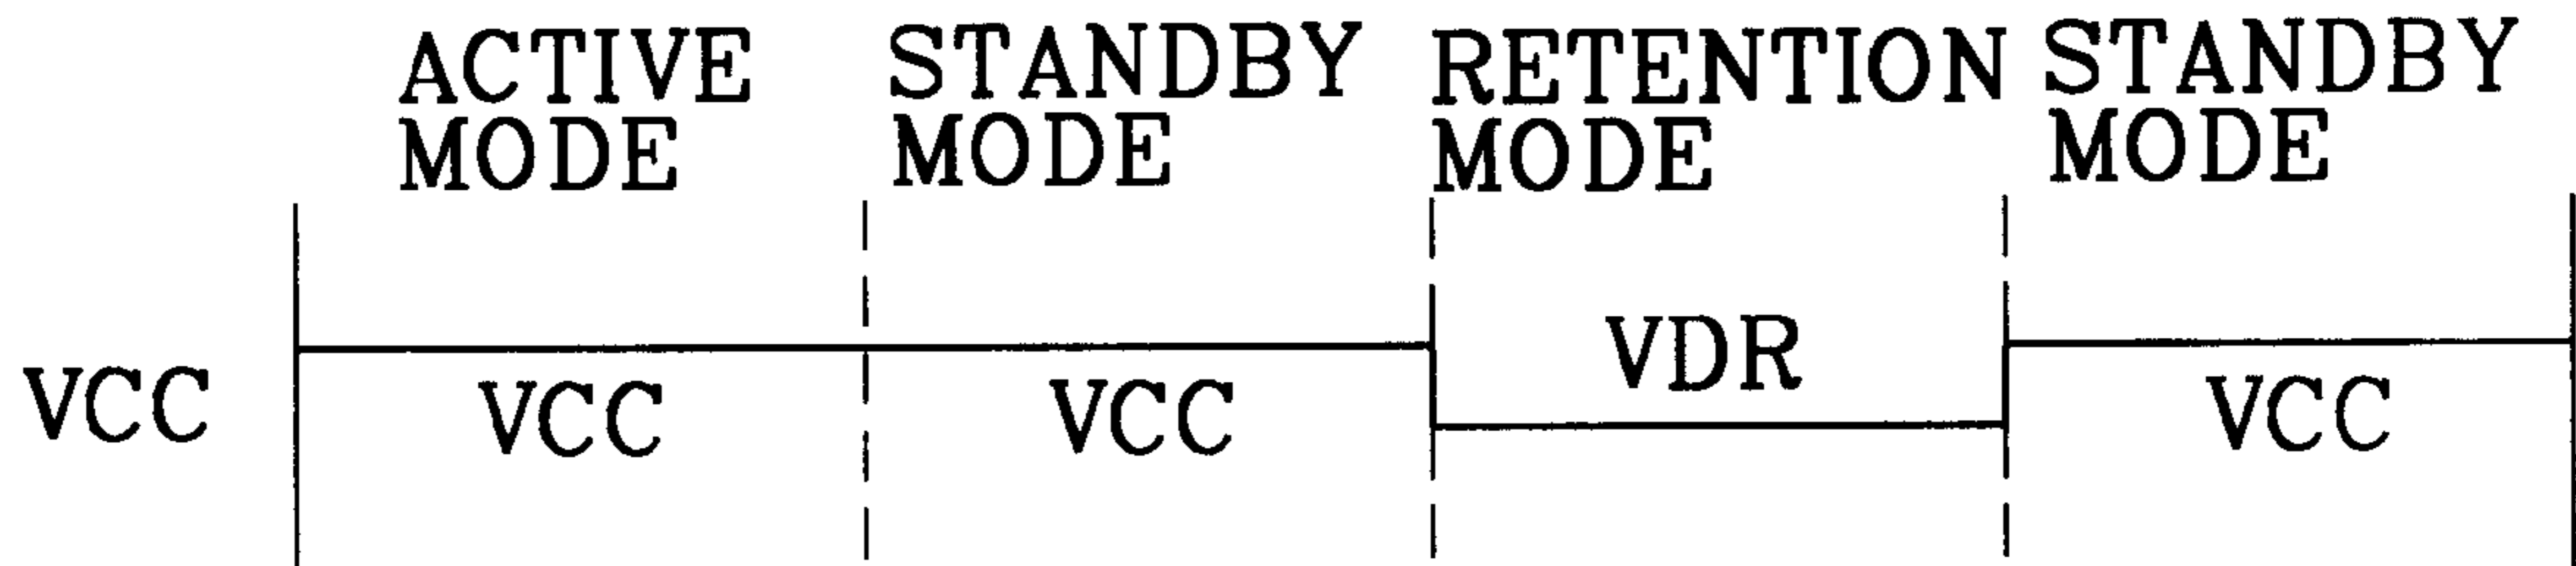 ACTIVE MODE
STANDBY MODE
RETENTION MODE
STANDBY MODE
VCC
VCC
VCC
VDR
VCC